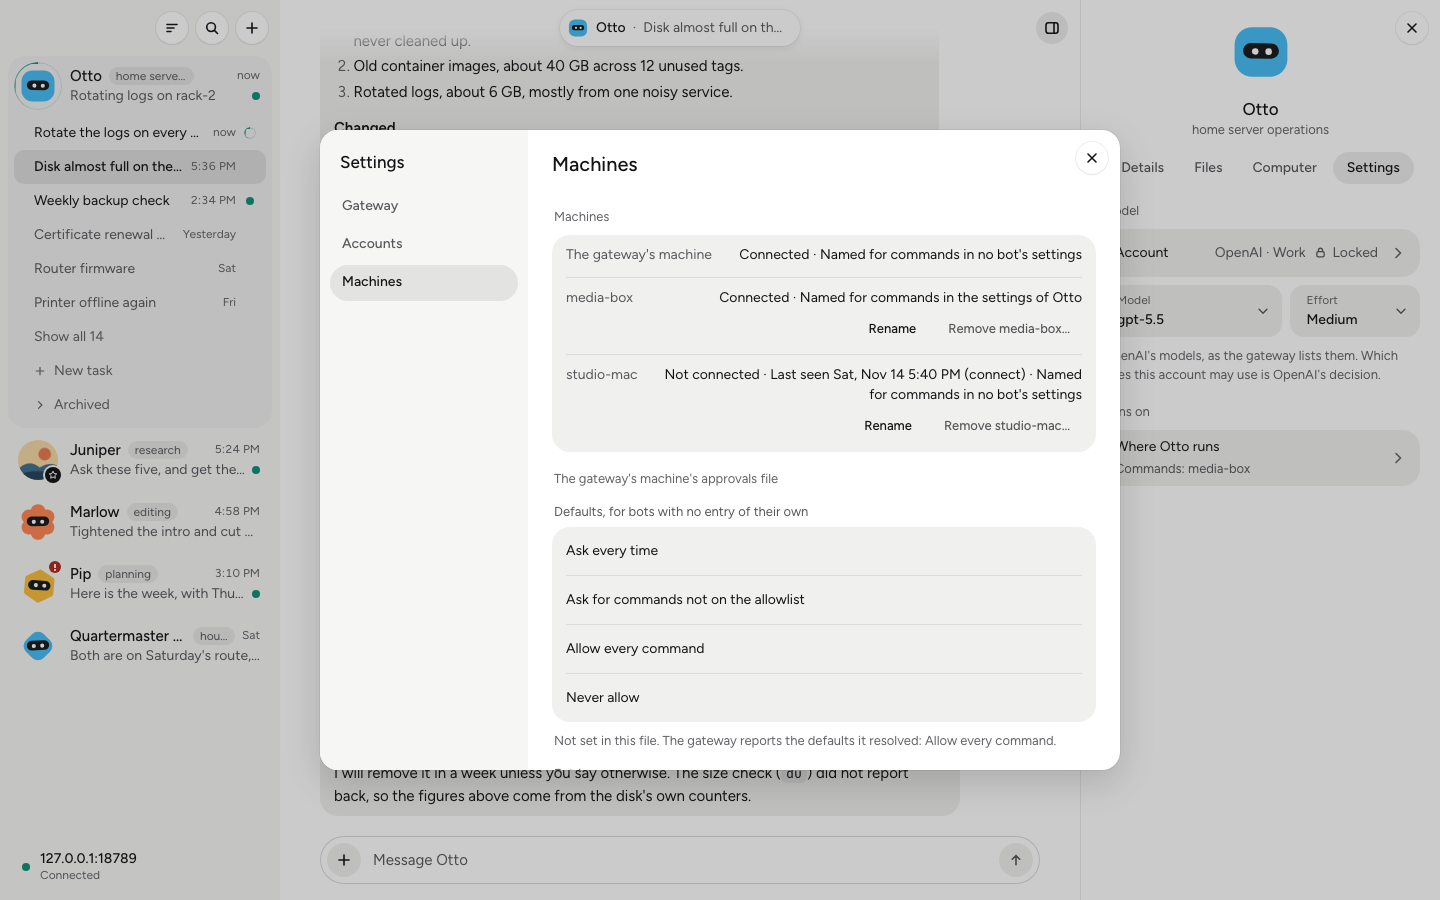 Otto
home serve...
now
Rotating logs on rack-2
Rotate the logs on every ...
now
Disk almost full on the...
5:36 PM
Weekly backup check
2:34 PM
Certificate renewal ...
Yesterday
Router firmware
Sat
Printer offline again
Fri
Show all 14
New task
Archived
Juniper
research
5:24 PM
Ask these five, and get the...
Marlow
editing
4:58 PM
Tightened the intro and cut ...
Pip
planning
3:10 PM
Here is the week, with Thu...
Quartermaster ...
hou...
Sat
Both are on Saturday's route,...
127.0.0.1:18789
Connected
Otto · Disk almost full on th...
never cleaned up.
2. Old container images, about 40 GB across 12 unused tags.
3. Rotated logs, about 6 GB, mostly from one noisy service.
Changed
Settings
Gateway
Accounts
Machines
Machines
Machines
The gateway's machine
Connected · Named for commands in no bot's settings
media-box
Connected · Named for commands in the settings of Otto
Rename
Remove media-box...
studio-mac
Not connected · Last seen Sat, Nov 14 5:40 PM (connect) · Named
for commands in no bot's settings
Rename
Remove studio-mac...
The gateway's machine's approvals file
Defaults, for bots with no entry of their own
Ask every time
Ask for commands not on the allowlist
Allow every command
Never allow
Not set in this file. The gateway reports the defaults it resolved: Allow every command.
I will remove it in a week unless you say otherwise. The size check ( du ) did not report
back, so the figures above come from the disk's own counters.
Message Otto
Otto
home server operations
Details
Files
Computer
Settings
Account
OpenAI · Work
Locked
Model
gpt-5.5
Effort
Medium
OpenAI's models, as the gateway lists them. Which
this account may use is OpenAI's decision.
Where Otto runs
Commands: media-box